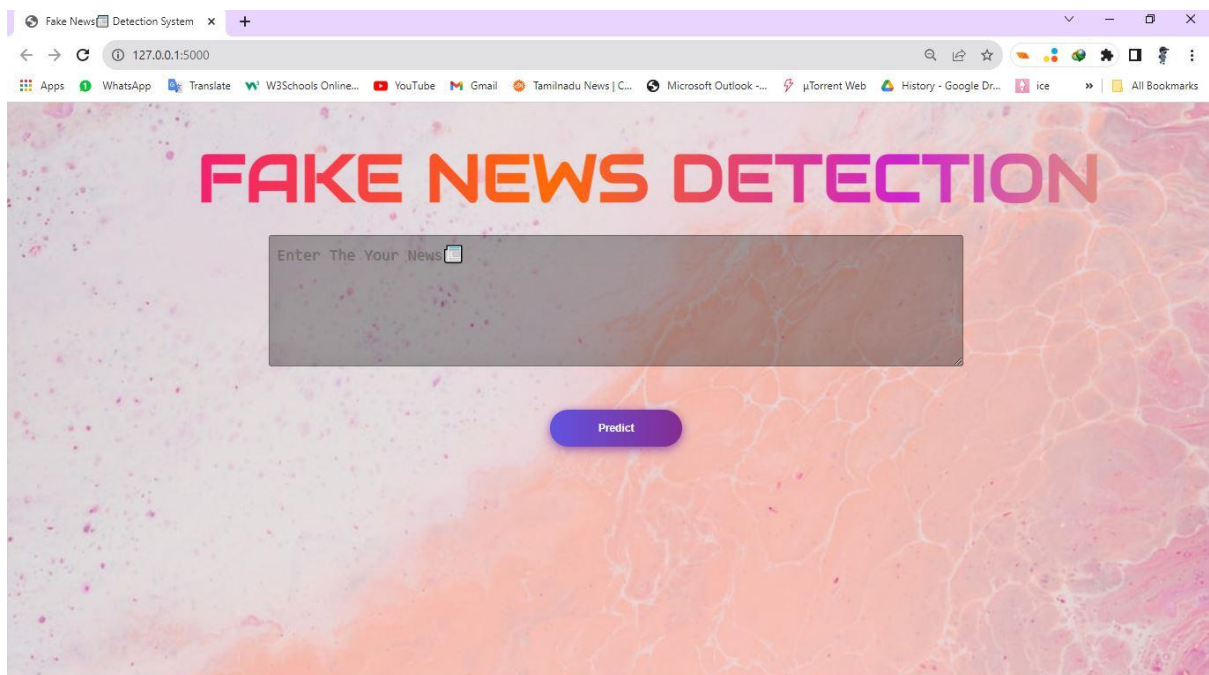 Fake News📰 Detection System
127.0.0.1:5000
Apps WhatsApp Translate W3Schools Online... YouTube Gmail Tamilnadu News | C... Microsoft Outlook -... µTorrent Web History - Google Dr... ice » All Bookmarks
FAKE NEWS DETECTION
Enter The Your News📰
Predict